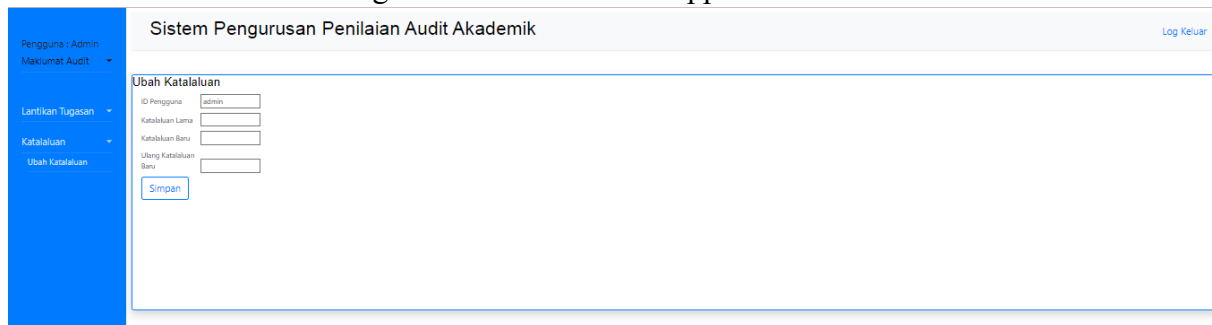 Sistem Pengurusan Penilaian Audit Akademik
Log Keluar
Pengguna : Admin
Maklumat Audit
Lantikan Tugasan
Katalaluan
Ubah Katalaluan
Ubah Katalaluan
ID Pengguna admin
Katalaluan Lama
Katalaluan Baru
Ulang Katalaluan
Baru
Simpan